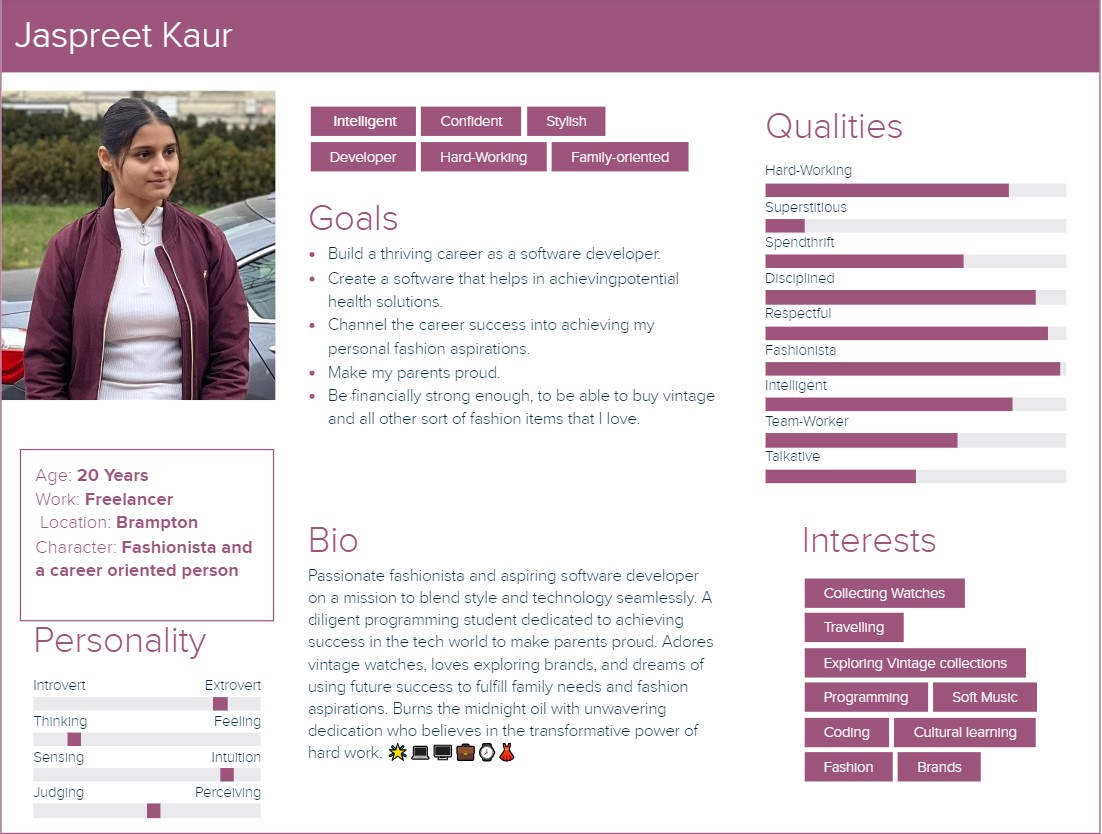 Jaspreet Kaur
Intelligent Confident Stylish
Developer Hard-Working Family-oriented
Goals
• Build a thriving career as a software developer.
• Create a software that helps in achievingpotential
health solutions.
• Channel the career success into achieving my
personal fashion aspirations.
• Make my parents proud.
• Be financially strong enough, to be able to buy vintage
and all other sort of fashion items that I love.
Qualities
Hard-Working
Superstitious
Spendthrift
Disciplined
Respectful
Fashionista
Intelligent
Team-Worker
Talkative
Age: 20 Years
Work: Freelancer
Location: Brampton
Character: Fashionista and
a career oriented person
Personality
Introvert Extrovert
Thinking Feeling
Sensing Intuition
Judging Perceiving
Bio
Passionate fashionista and aspiring software developer
on a mission to blend style and technology seamlessly. A
diligent programming student dedicated to achieving
success in the tech world to make parents proud. Adores
vintage watches, loves exploring brands, and dreams of
using future success to fulfill family needs and fashion
aspirations. Burns the midnight oil with unwavering
dedication who believes in the transformative power of
hard work.
Interests
Collecting Watches
Travelling
Exploring Vintage collections
Programming Soft Music
Coding Cultural learning
Fashion Brands